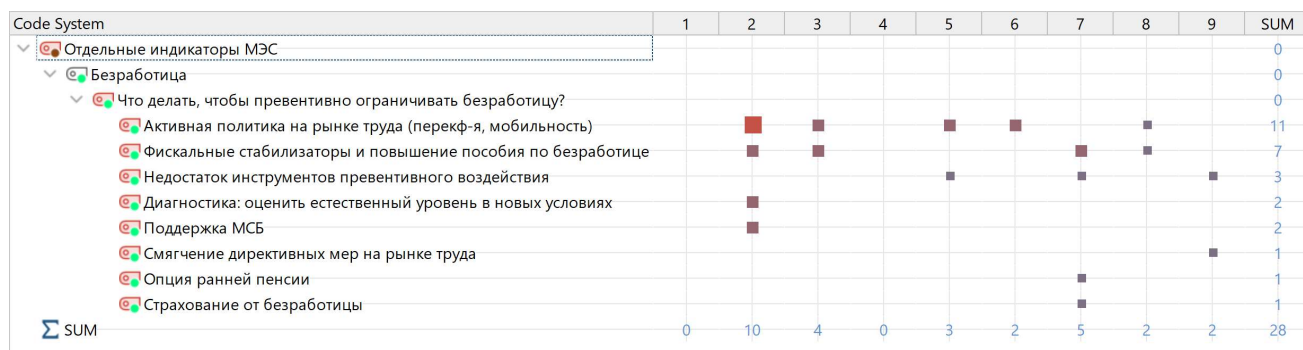 Code System 1 2 3 4 5 6 7 8 9 SUM
Отдельные индикаторы МЭС 0
Безработица 0
Что делать, чтобы превентивно ограничивать безработицу? 0
Активная политика на рынке труда (перекф-я, мобильность) 11
Фискальные стабилизаторы и повышение пособия по безработице 7
Недостаток инструментов превентивного воздействия 3
Диагностика: оценить естественный уровень в новых условиях 2
Поддержка МСБ 2
Смягчение директивных мер на рынке труда 1
Опция ранней пенсии 1
Страхование от безработицы 1
Σ SUM 0 10 4 0 3 2 5 2 2 28